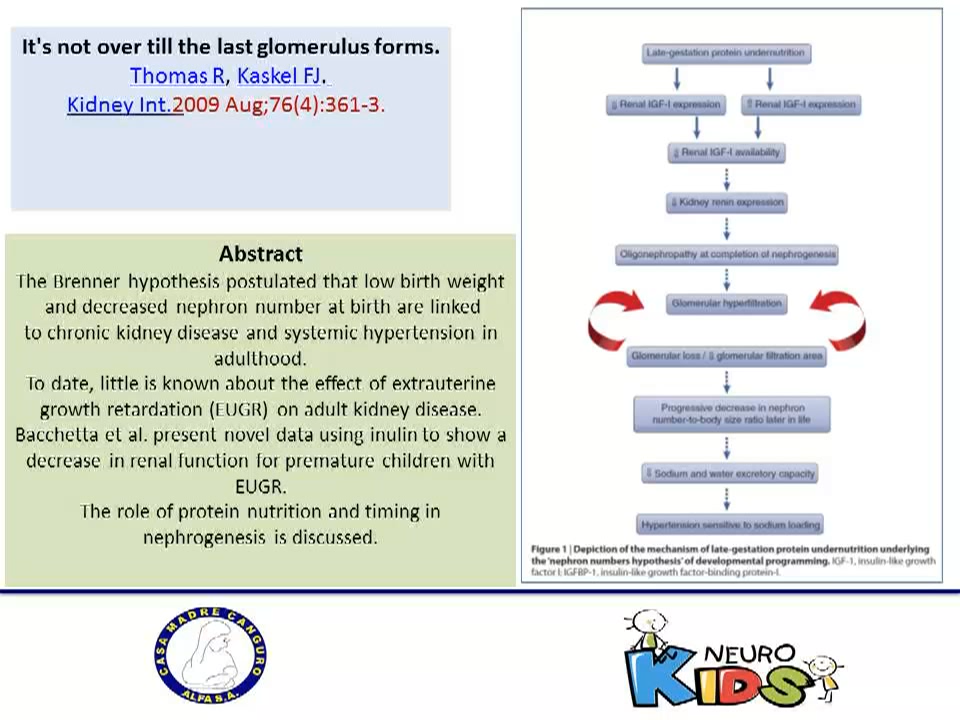 It's not over till the last glomerulus forms.
Thomas R, Kaskel FJ.
Kidney Int.2009 Aug;76(4):361-3.
Abstract
The Brenner hypothesis postulated that low birth weight
and decreased nephron number at birth are linked
to chronic kidney disease and systemic hypertension in
adulthood.
To date, little is known about the effect of extrauterine
growth retardation (EUGR) on adult kidney disease.
Bacchetta et al. present novel data using inulin to show a
decrease in renal function for premature children with
EUGR.
The role of protein nutrition and timing in
nephrogenesis is discussed.
Late-gestation protein undernutrition
⇩ Renal IGF-I expression
⇧ Renal IGF-I expression
⇩ Renal IGF-I availability
⇩ Kidney renin expression
Oligonephropathy at completion of nephrogenesis
Glomerular hyperfiltration
Glomerular loss / ⇩ glomerular filtration area
Progressive decrease in nephron
number-to-body size ratio later in life
⇩ Sodium and water excretory capacity
Hypertension sensitive to sodium loading
Figure 1 | Depiction of the mechanism of late-gestation protein undernutrition underlying
the 'nephron numbers hypothesis' of developmental programming. IGF-1, insulin-like growth
factor I; IGFBP-1, insulin-like growth factor-binding protein-I.
CASA MADRE CANGURO
ALFA S.A.
NEURO
KIDS